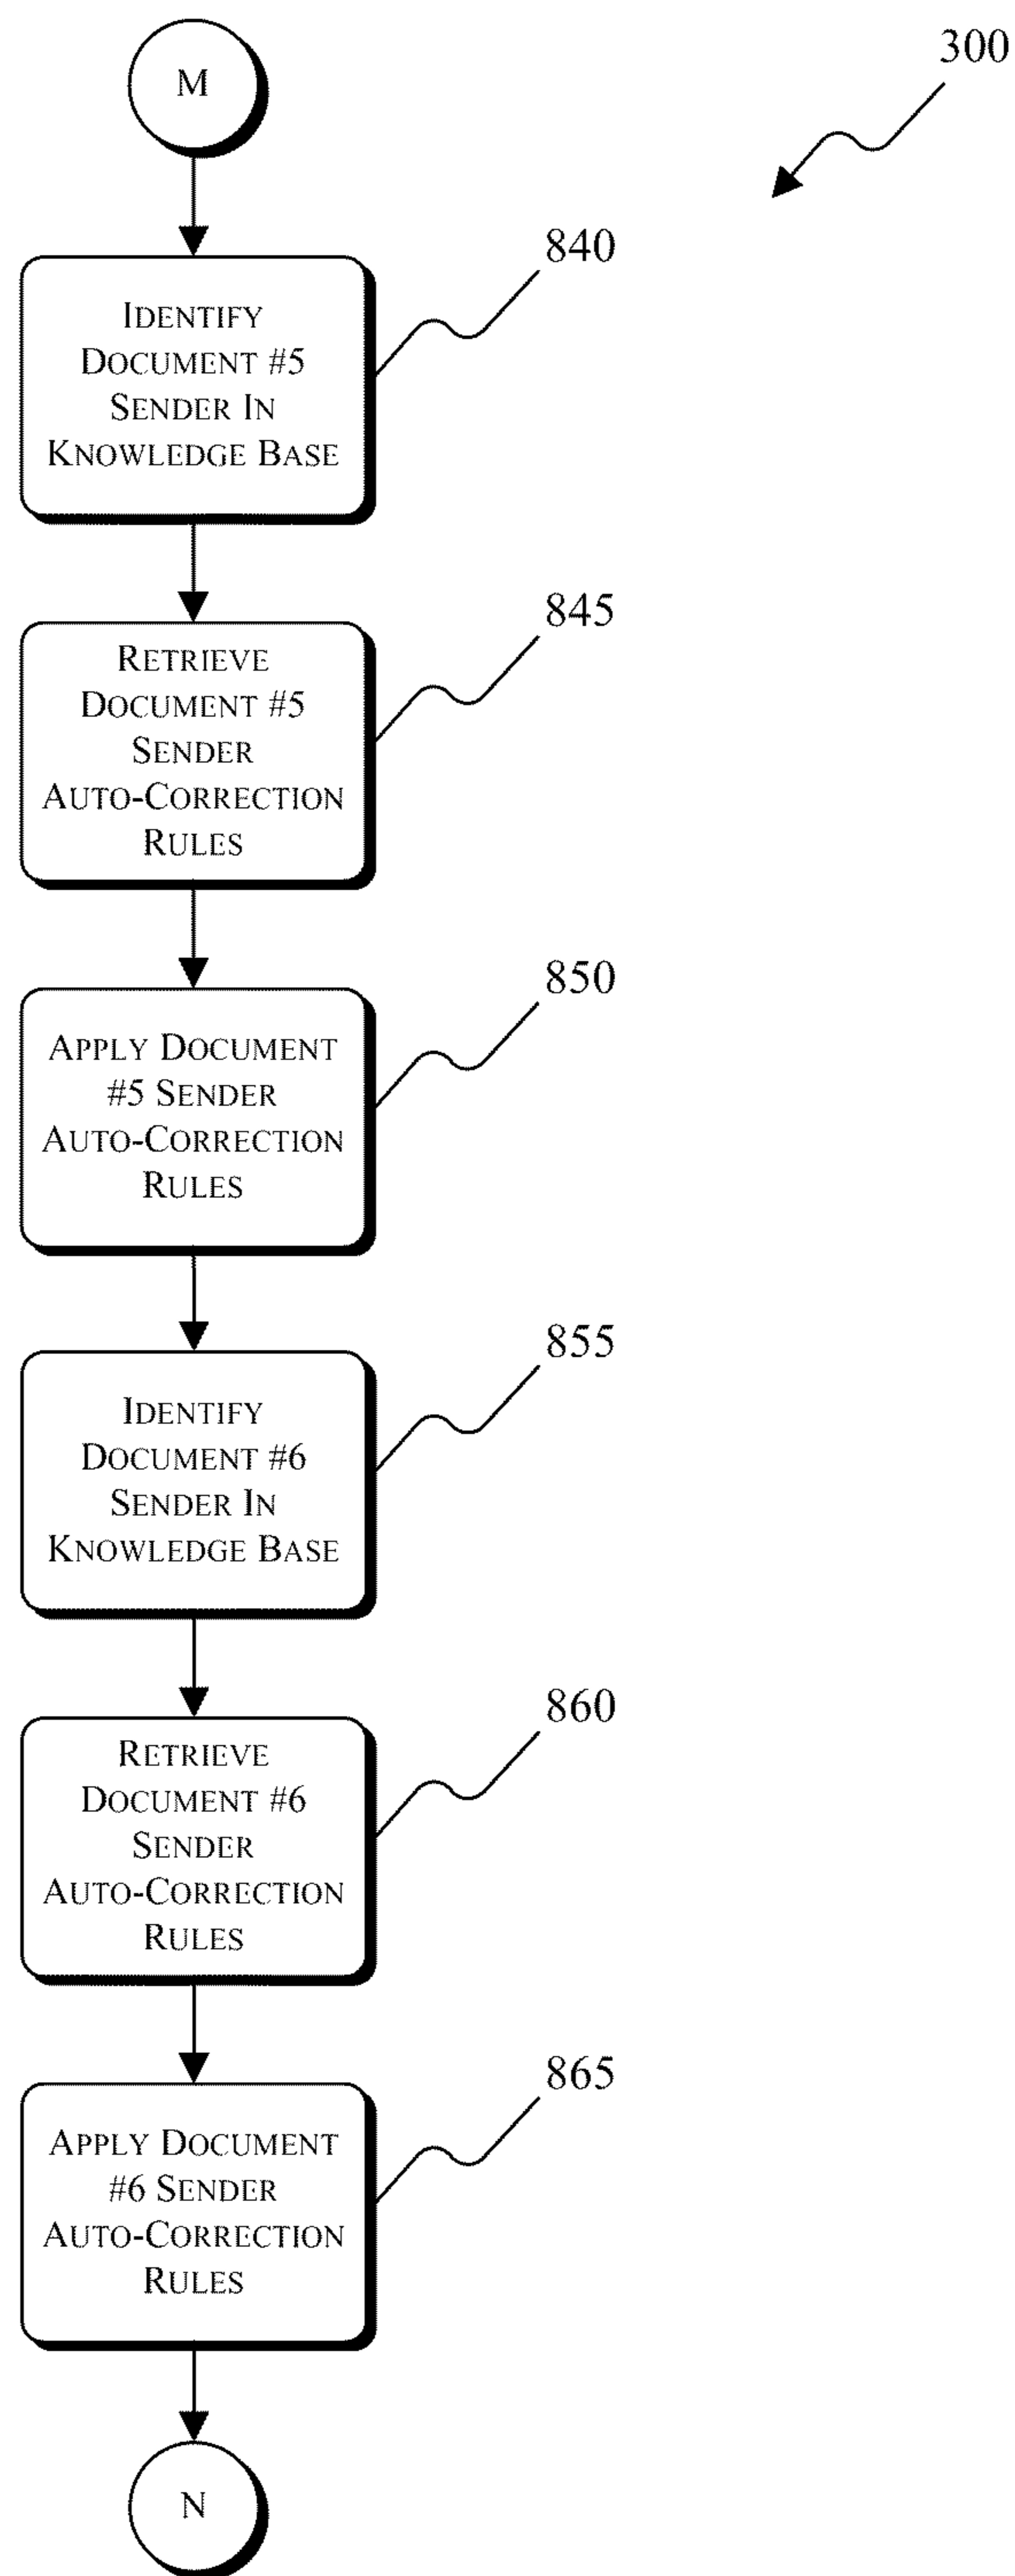 M
300
840
IDENTIFY
DOCUMENT #5
SENDER IN
KNOWLEDGE BASE
845
RETRIEVE
DOCUMENT #5
SENDER
AUTO-CORRECTION
RULES
850
APPLY DOCUMENT
#5 SENDER
AUTO-CORRECTION
RULES
855
IDENTIFY
DOCUMENT #6
SENDER IN
KNOWLEDGE BASE
860
RETRIEVE
DOCUMENT #6
SENDER
AUTO-CORRECTION
RULES
865
APPLY DOCUMENT
#6 SENDER
AUTO-CORRECTION
RULES
N